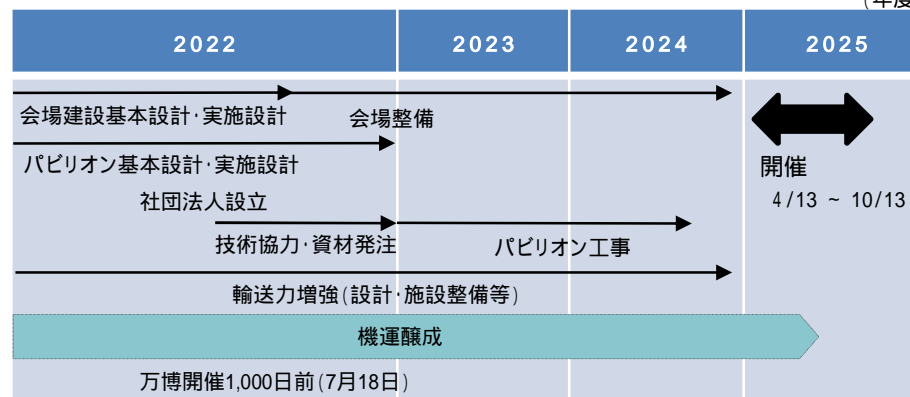 (年度
2022 2023 2024 2025
会場建設基本設計・実施設計 会場整備
パビリオン基本設計・実施設計 開催
社団法人設立 4/13 ~ 10/13
技術協力・資材発注 パビリオン工事
輸送力増強(設計・施設整備等)
機運醸成
万博開催1,000日前(7月18日)